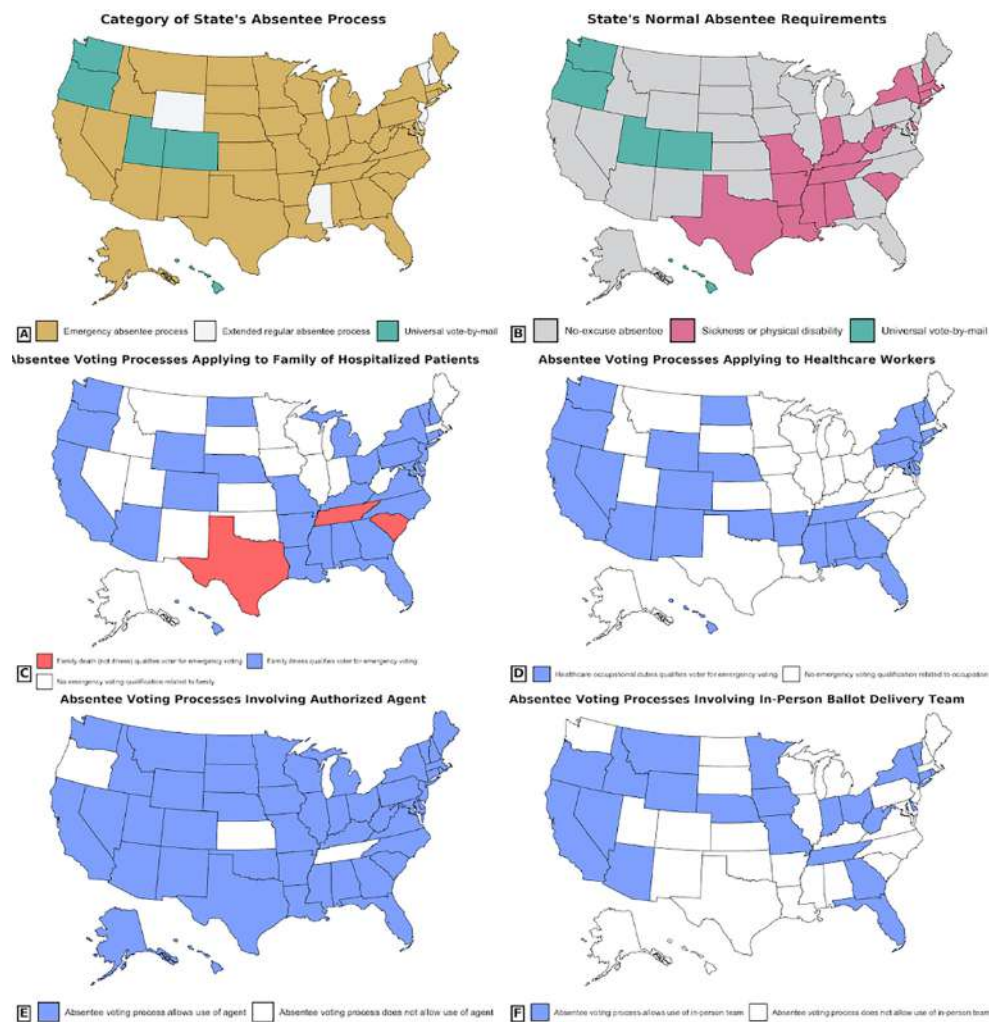 Category of State's Absentee Process
State's Normal Absentee Requirements
A Emergency absentee process Extended regular absentee process Universal vote-by-mail
B No-excuse absentee Sickness or physical disability Universal vote-by-mail
Absentee Voting Processes Applying to Family of Hospitalized Patients
Absentee Voting Processes Applying to Healthcare Workers
C Family death (not illness) qualifies voter for emergency voting Family illness qualifies voter for emergency voting
No emergency voting qualification related to family
D Healthcare occupational duties qualifies voter for emergency voting No emergency voting qualification related to occupation
Absentee Voting Processes Involving Authorized Agent
Absentee Voting Processes Involving In-Person Ballot Delivery Team
E Absentee voting process allows use of agent Absentee voting process does not allow use of agent
F Absentee voting process allows use of in-person team Absentee voting process does not allow use of in-person team